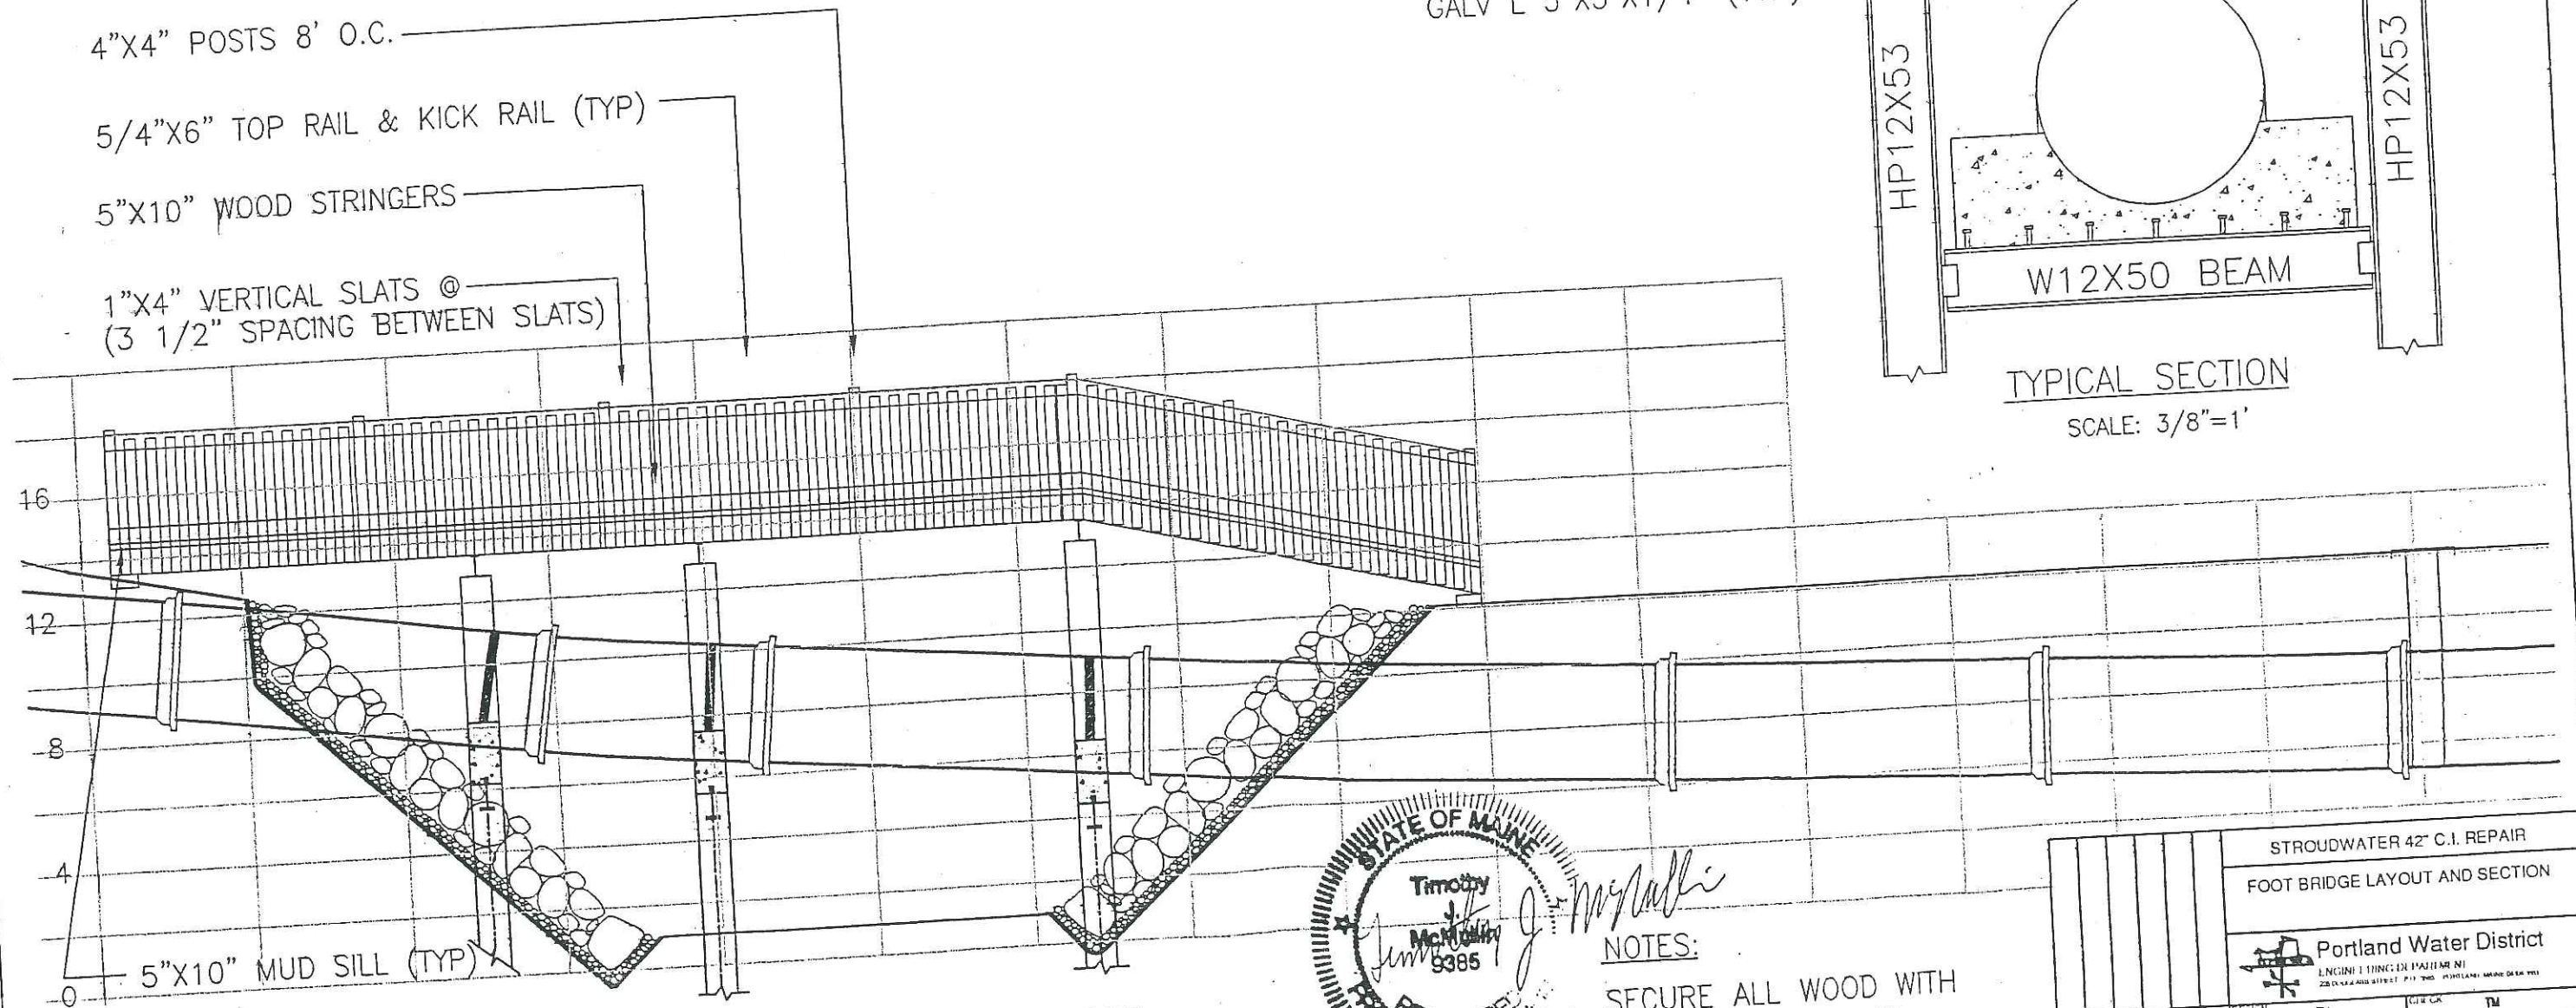 4"X4" POSTS 8' O.C.
5/4"X6" TOP RAIL & KICK RAIL (TYP)
5"X10" WOOD STRINGERS
1"X4" VERTICAL SLATS @
(3 1/2" SPACING BETWEEN SLATS)
GALV L
HP12X53
HP12X53
W12X50 BEAM
TYPICAL SECTION
SCALE: 3/8"=1'
16
12
8
4
0
5"X10" MUD SILL (TYP)
STATE OF MAINE
Timothy
J.
McMullin
9385
NOTES:
SECURE ALL WOOD WITH
STROUDWATER 42" C.I. REPAIR
FOOT BRIDGE LAYOUT AND SECTION
Portland Water District
ENGINEERING DEPARTMENT